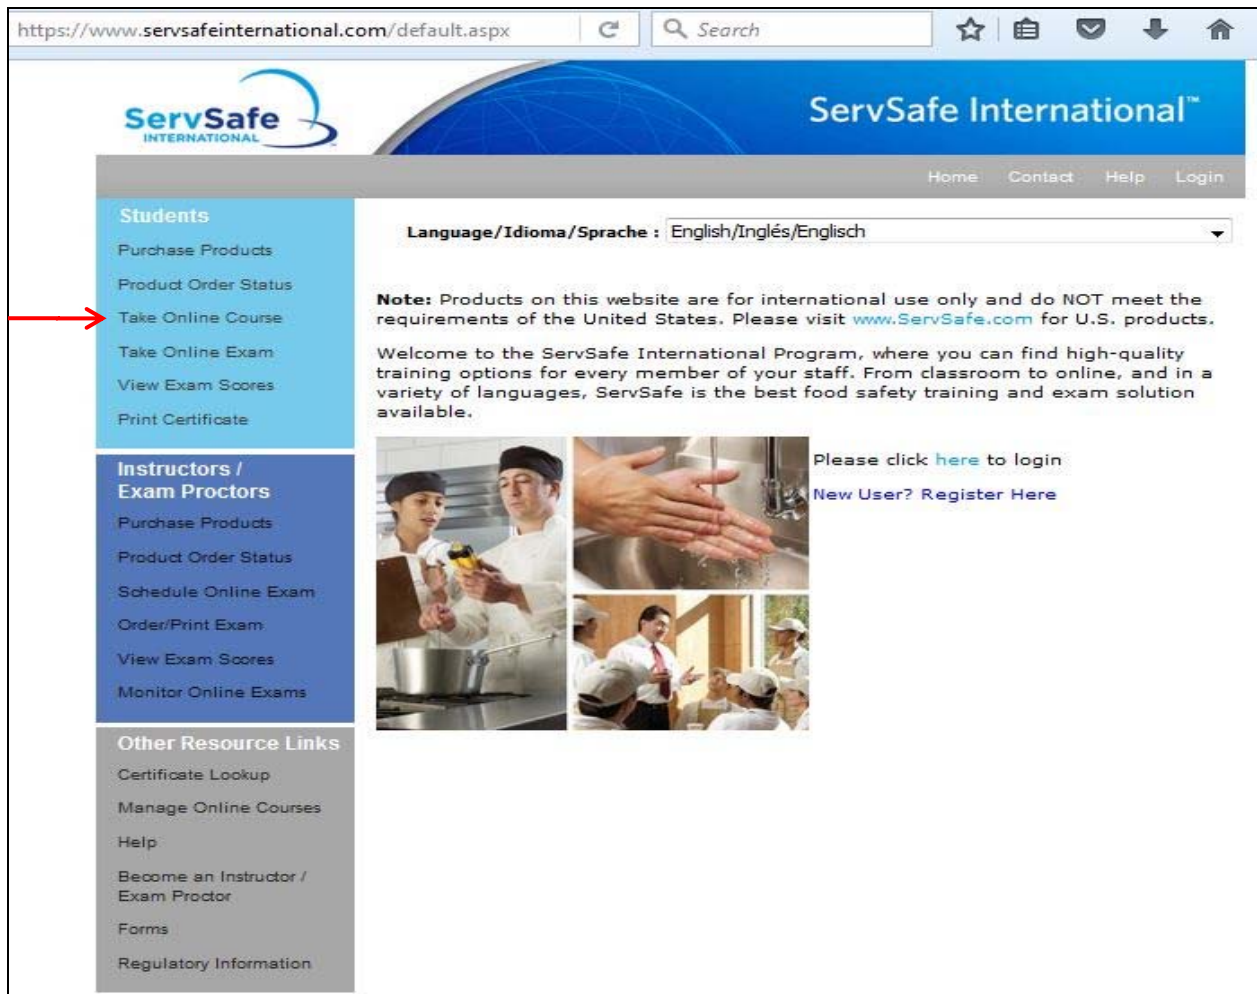 https://www.servsafeinternational.com/default.aspx
Search
ServSafe
INTERNATIONAL
ServSafe International™
Home Contact Help Login
Students
Purchase Products
Product Order Status
Take Online Course
Take Online Exam
View Exam Scores
Print Certificate
Instructors /
Exam Proctors
Purchase Products
Product Order Status
Schedule Online Exam
Order/Print Exam
View Exam Scores
Monitor Online Exams
Other Resource Links
Certificate Lookup
Manage Online Courses
Help
Become an Instructor /
Exam Proctor
Forms
Regulatory Information
Language/Idioma/Sprache : English/Inglés/Englisch
Note: Products on this website are for international use only and do NOT meet the
requirements of the United States. Please visit www.ServSafe.com for U.S. products.
Welcome to the ServSafe International Program, where you can find high-quality
training options for every member of your staff. From classroom to online, and in a
variety of languages, ServSafe is the best food safety training and exam solution
available.
Please click here to login
New User? Register Here